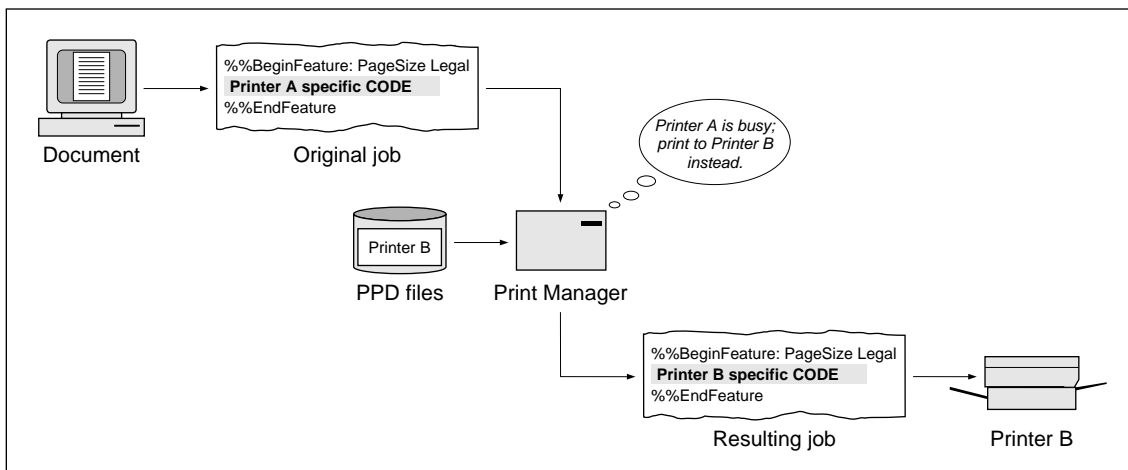 %%BeginFeature: PageSize Legal
Printer A specific CODE
%%EndFeature
Document
Original job
Printer A is busy;
print to Printer B
instead.
Printer B
PPD files
Print Manager
%%BeginFeature: PageSize Legal
Printer B specific CODE
%%EndFeature
Resulting job
Printer B